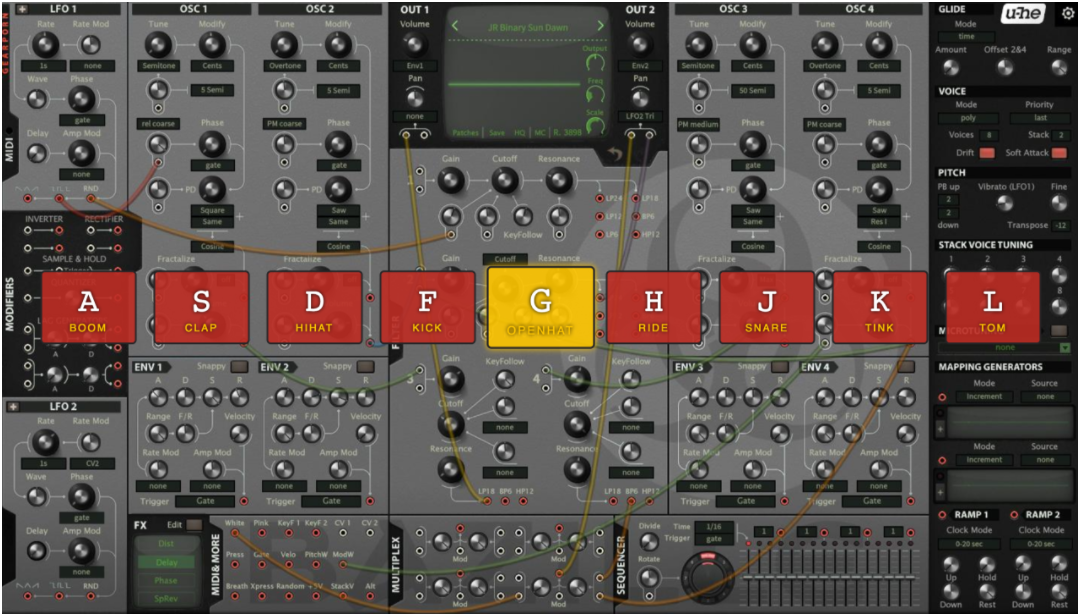 GEARPORN
LFO 1
OSC 1
OSC 2
OUT 1
OUT 2
OSC 3
OSC 4
GLIDE
u-he
Rate
Rate Mod
Tune
Modify
Tune
Modify
Volume
JR Binary Sun Dawn
Volume
Tune
Modify
Tune
Modify
Mode
time
1s
none
Semitone
Cents
Overtone
Cents
Env1
Output
Env2
Semitone
Cents
Overtone
Cents
Amount
Offset 2&4
Range
Wave
Phase
5 Semi
5 Semi
Pan
Freq
Pan
50 Semi
5 Semi
VOICE
Mode
Priority
gate
rel coarse
Phase
PM coarse
Phase
none
Scale
LFO2 Trl
PM medium
Phase
PM coarse
Phase
poly
last
Delay
Amp Mod
Patches
Save
HQ
MC
R. 3898
Voices
8
Stack
2
MIDI
none
gate
gate
Gain
Cutoff
Resonance
gate
gate
Drift
Soft Attack
RND
PD
PD
LP24
LP18
PD
PD
PITCH
PB up
Vibrato (LFO1)
Fine
2
2
down
Transpose
-12
INVERTER
RECTIFIER
Square
Same
Saw
Same
LP12
BP6
Saw
Same
Saw
Res I
Cosine
Cosine
KeyFollow
LP6
HP12
Cosine
Cosine
STACK VOICE TUNING
SAMPLE & HOLD
Fractalize
Fractalize
Gain
Cutoff
Resonance
Fractalize
Fractalize
1
2
3
4
MODIFIERS
A
S
D
F
G
H
J
K
L
BOOM
CLAP
HIHAT
KICK
OPENHAT
RIDE
SNARE
TINK
TOM
8
none
A
D
A
D
ENV 1
Snappy
ENV 2
Snappy
Gain
KeyFollow
Gain
KeyFollow
ENV 3
Snappy
ENV 4
Snappy
MAPPING GENERATORS
A
D
S
R
A
D
S
R
3
4
A
D
S
R
A
D
S
R
Mode
Source
Increment
none
LFO 2
Range
F/R
Velocity
Range
F/R
Velocity
Cutoff
none
Cutoff
none
Range
F/R
Velocity
Range
F/R
Velocity
Rate
Rate Mod
Rate Mod
Amp Mod
Rate Mod
Amp Mod
Resonance
Resonance
Rate Mod
Amp Mod
Rate Mod
Amp Mod
Mode
Source
1s
CV2
none
none
none
none
none
none
none
none
none
none
Increment
none
Wave
Phase
Trigger
Gate
Trigger
Gate
LP18
BP6
HP12
LP18
BP6
HP12
Trigger
Gate
Trigger
Gate
gate
FX
Edit
White
Pink
KeyF 1
KeyF 2
CV 1
CV 2
Divide
Time
1/16
Trigger
gate
1
1
1
1
RAMP 1
RAMP 2
Delay
Amp Mod
Dist
Delay
Phase
SpRev
MIDI & MORE
Press
Gate
Velo
PitchW
ModW
MULTIPLEX
Mod
Mod
SEQUENCER
Rotate
Clock Mode
Clock Mode
0-20 sec
0-20 sec
none
Up
Hold
Up
Hold
RND
Breath
Xpress
Random
+5V
StackV
Alt
Mod
Mod
Down
Rest
Down
Rest